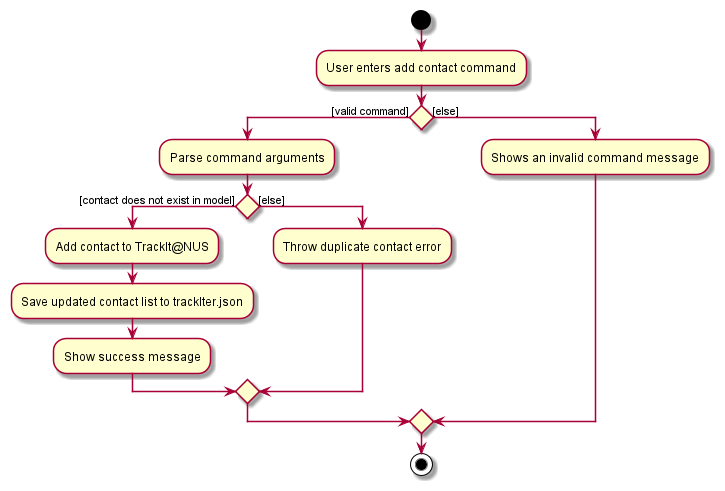 User enters add contact command
[valid command]
[else]
Parse command arguments
Shows an invalid command message
[contact does not exist in model]
[else]
Add contact to TrackIt@NUS
Throw duplicate contact error
Save updated contact list to trackIter.json
Show success message